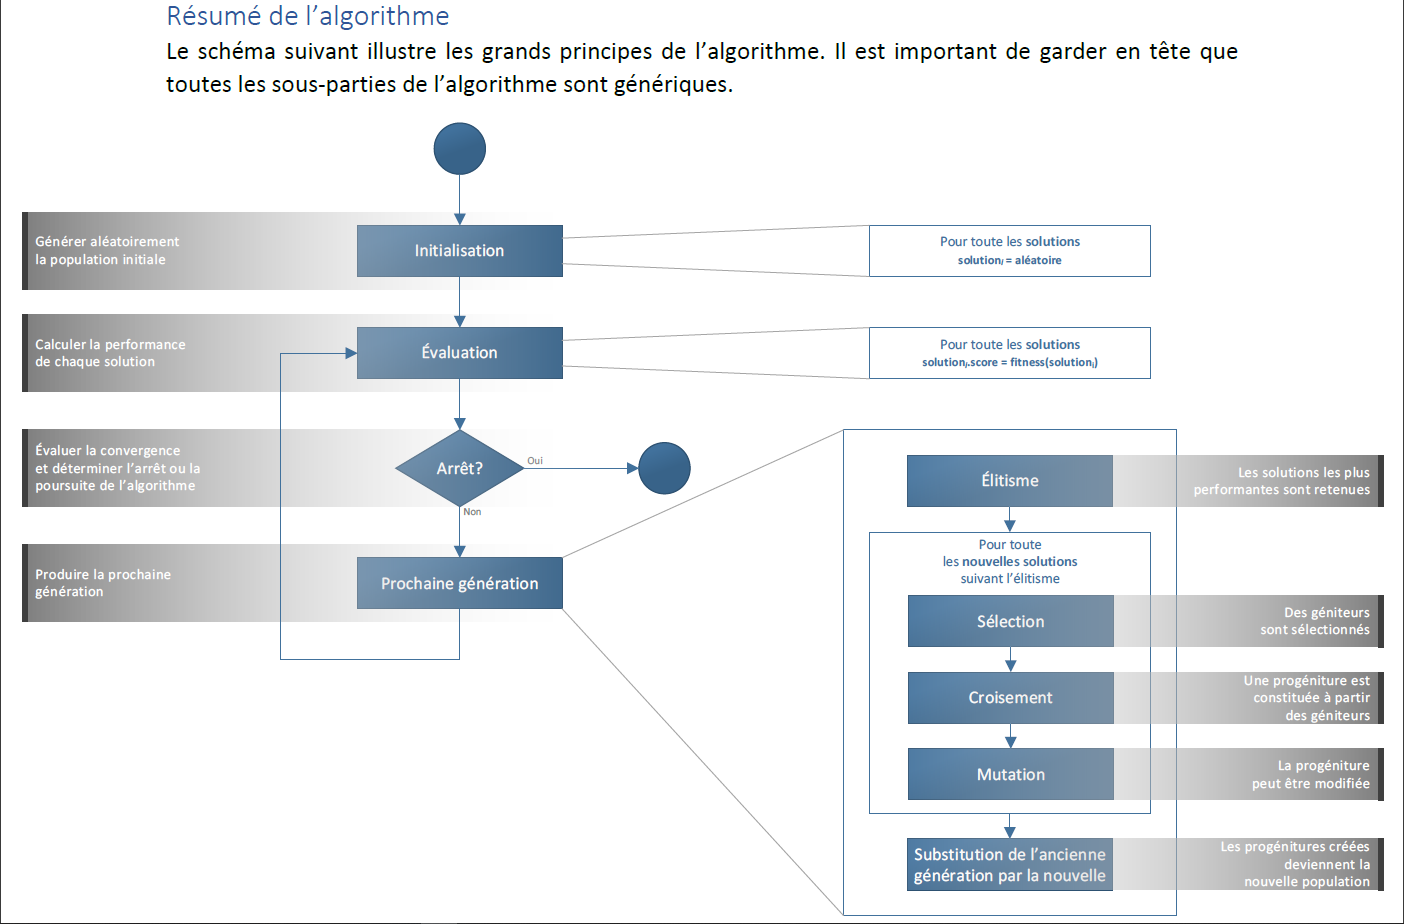 Résumé de l'algorithme
Le schéma suivant illustre les grands principes de l'algorithme. Il est important de garder en tête que
toutes les sous-parties de l'algorithme sont génériques.
Générer aléatoirement
la population initiale
Initialisation
Pour toute les solutions
solutionᵢ = aléatoire
Calculer la performance
de chaque solution
Évaluation
Pour toute les solutions
solutionᵢ.score = fitness(solutionᵢ)
Évaluer la convergence
et déterminer l'arrêt ou la
poursuite de l'algorithme
Arrêt?
Oui
Non
Produire la prochaine
génération
Prochaine génération
Élitisme
Les solutions les plus
performantes sont retenues
Pour toute
les nouvelles solutions
suivant l'élitisme
Sélection
Des géniteurs
sont sélectionnés
Croisement
Une progéniture est
constituée à partir
des géniteurs
Mutation
La progéniture
peut être modifiée
Substitution de l'ancienne
génération par la nouvelle
Les progénitures créées
deviennent la
nouvelle population